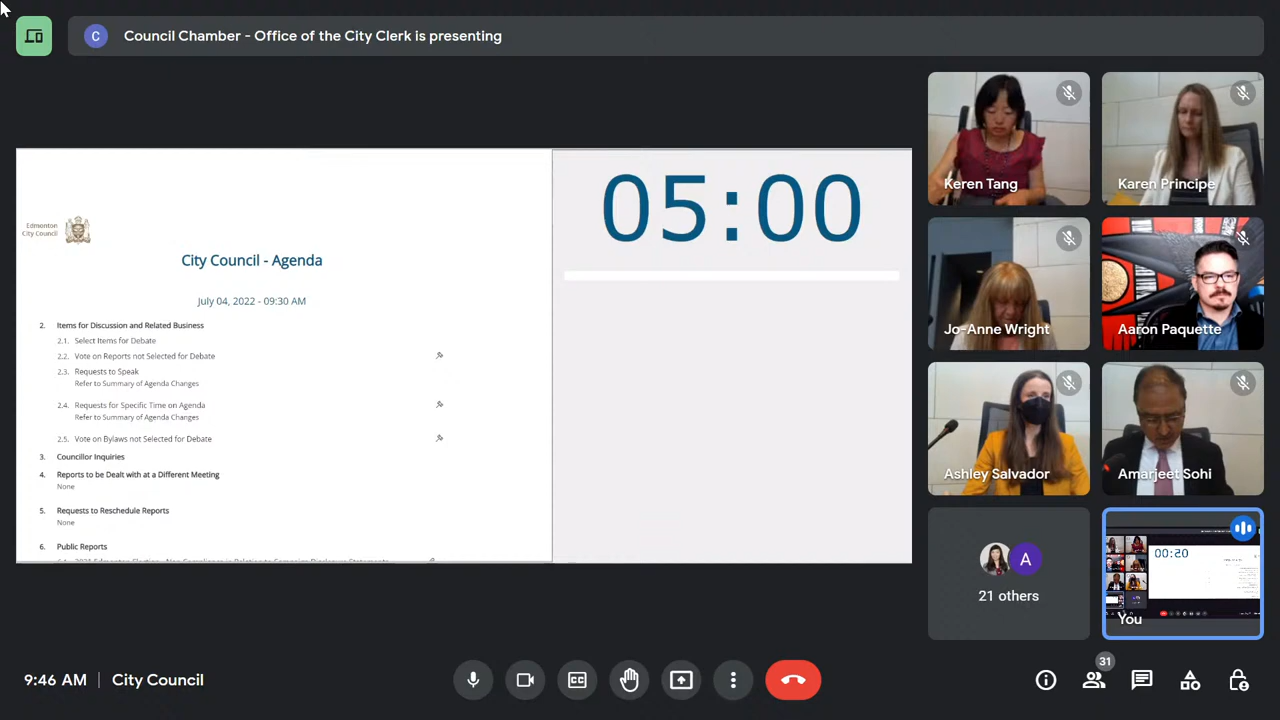 C
Council Chamber - Office of the City Clerk is presenting
Edmonton
City Council
City Council - Agenda
July 04, 2022 - 09:30 AM
2. Items for Discussion and Related Business
2.1. Select Items for Debate
2.2. Vote on Reports not Selected for Debate
2.3. Requests to Speak
Refer to Summary of Agenda Changes
2.4. Requests for Specific Time on Agenda
Refer to Summary of Agenda Changes
2.5. Vote on Bylaws not Selected for Debate
3. Councillor Inquiries
4. Reports to be Dealt with at a Different Meeting
None
5. Requests to Reschedule Reports
None
6. Public Reports
05:00
Keren Tang
Karen Principe
Jo-Anne Wright
Aaron Paquette
Ashley Salvador
Amarjeet Sohi
A
21 others
You
9:46 AM | City Council
31